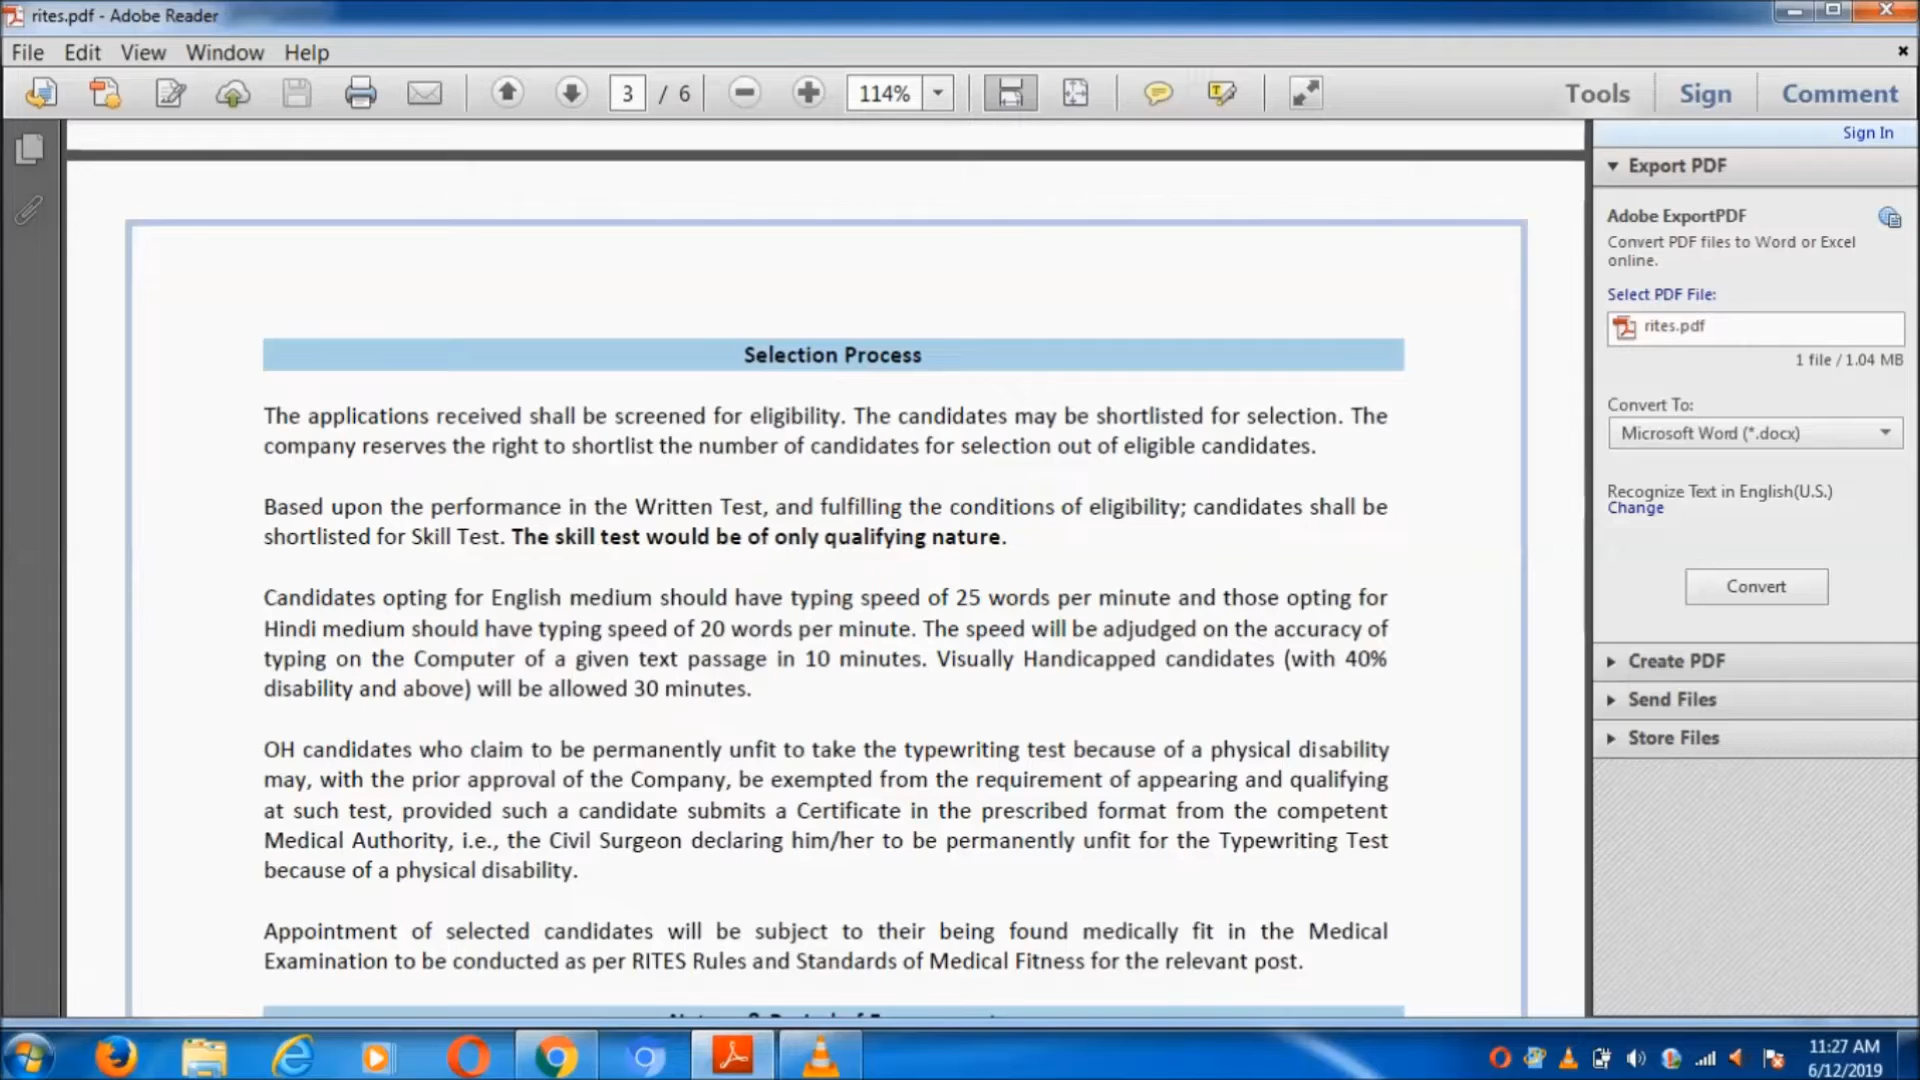 rites.pdf - Adobe Reader
File Edit View Window Help
3 / 6 114% Tools Sign Comment
Sign In
Export PDF
Adobe ExportPDF
Convert PDF files to Word or Excel
online.
Select PDF File:
rites.pdf
1 file / 1.04 MB
Convert To:
Microsoft Word (*.docx)
Recognize Text in English(U.S.)
Change
Convert
Create PDF
Send Files
Store Files
Selection Process
The applications received shall be screened for eligibility. The candidates may be shortlisted for selection. The
company reserves the right to shortlist the number of candidates for selection out of eligible candidates.
Based upon the performance in the Written Test, and fulfilling the conditions of eligibility; candidates shall be
shortlisted for Skill Test. The skill test would be of only qualifying nature.
Candidates opting for English medium should have typing speed of 25 words per minute and those opting for
Hindi medium should have typing speed of 20 words per minute. The speed will be adjudged on the accuracy of
typing on the Computer of a given text passage in 10 minutes. Visually Handicapped candidates (with 40%
disability and above) will be allowed 30 minutes.
OH candidates who claim to be permanently unfit to take the typewriting test because of a physical disability
may, with the prior approval of the Company, be exempted from the requirement of appearing and qualifying
at such test, provided such a candidate submits a Certificate in the prescribed format from the competent
Medical Authority, i.e., the Civil Surgeon declaring him/her to be permanently unfit for the Typewriting Test
because of a physical disability.
Appointment of selected candidates will be subject to their being found medically fit in the Medical
Examination to be conducted as per RITES Rules and Standards of Medical Fitness for the relevant post.
11:27 AM
6/12/2019